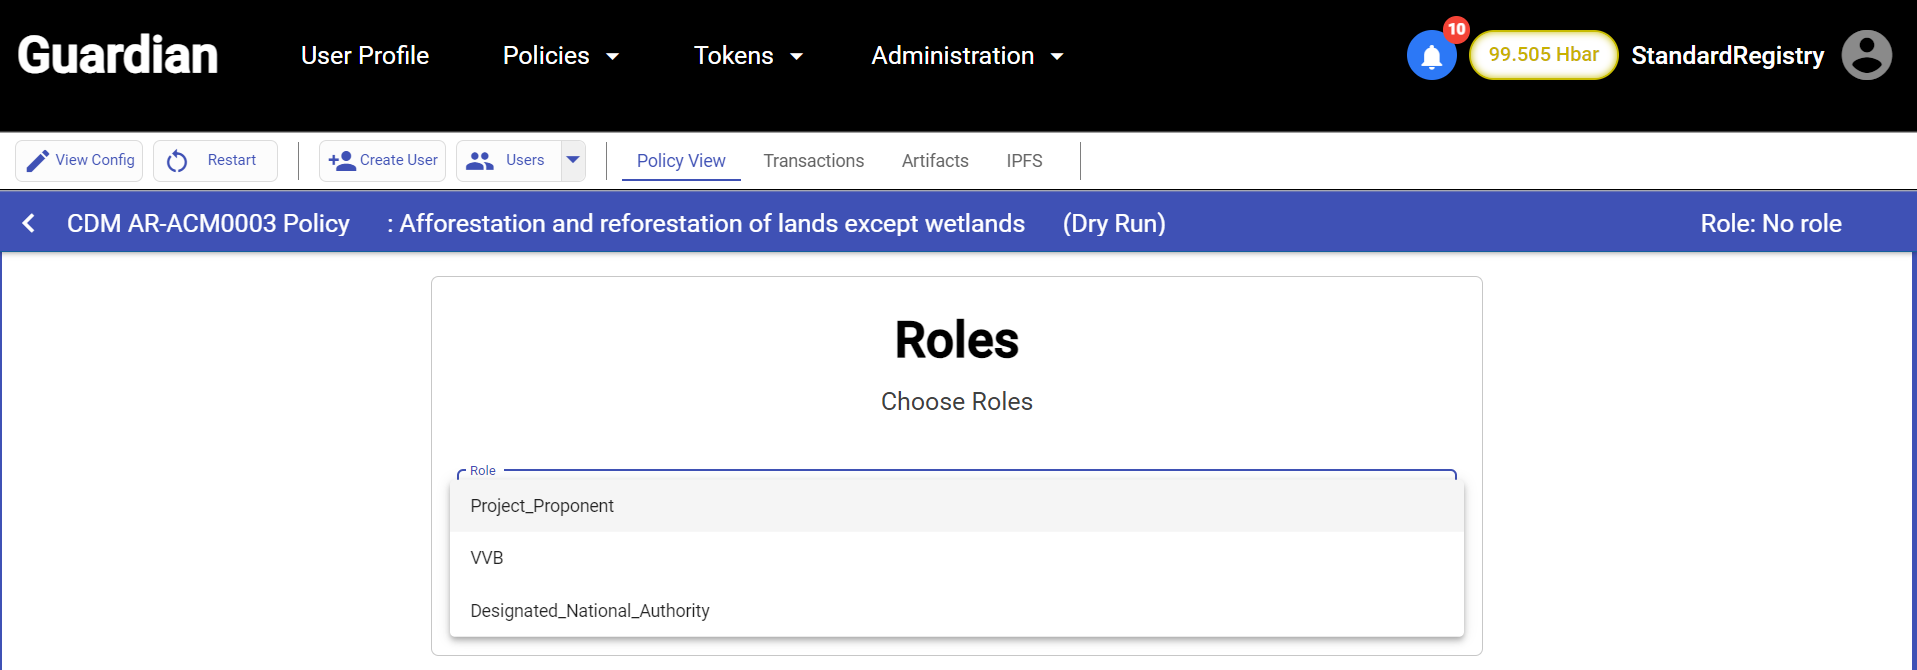 Guardian User Profile Policies Tokens Administration 10 99.505 Hbar StandardRegistry
View Config Restart Create User Users Policy View Transactions Artifacts IPFS
CDM AR-ACM0003 Policy : Afforestation and reforestation of lands except wetlands (Dry Run) Role: No role
Roles
Choose Roles
Role
Project_Proponent
VVB
Designated_National_Authority